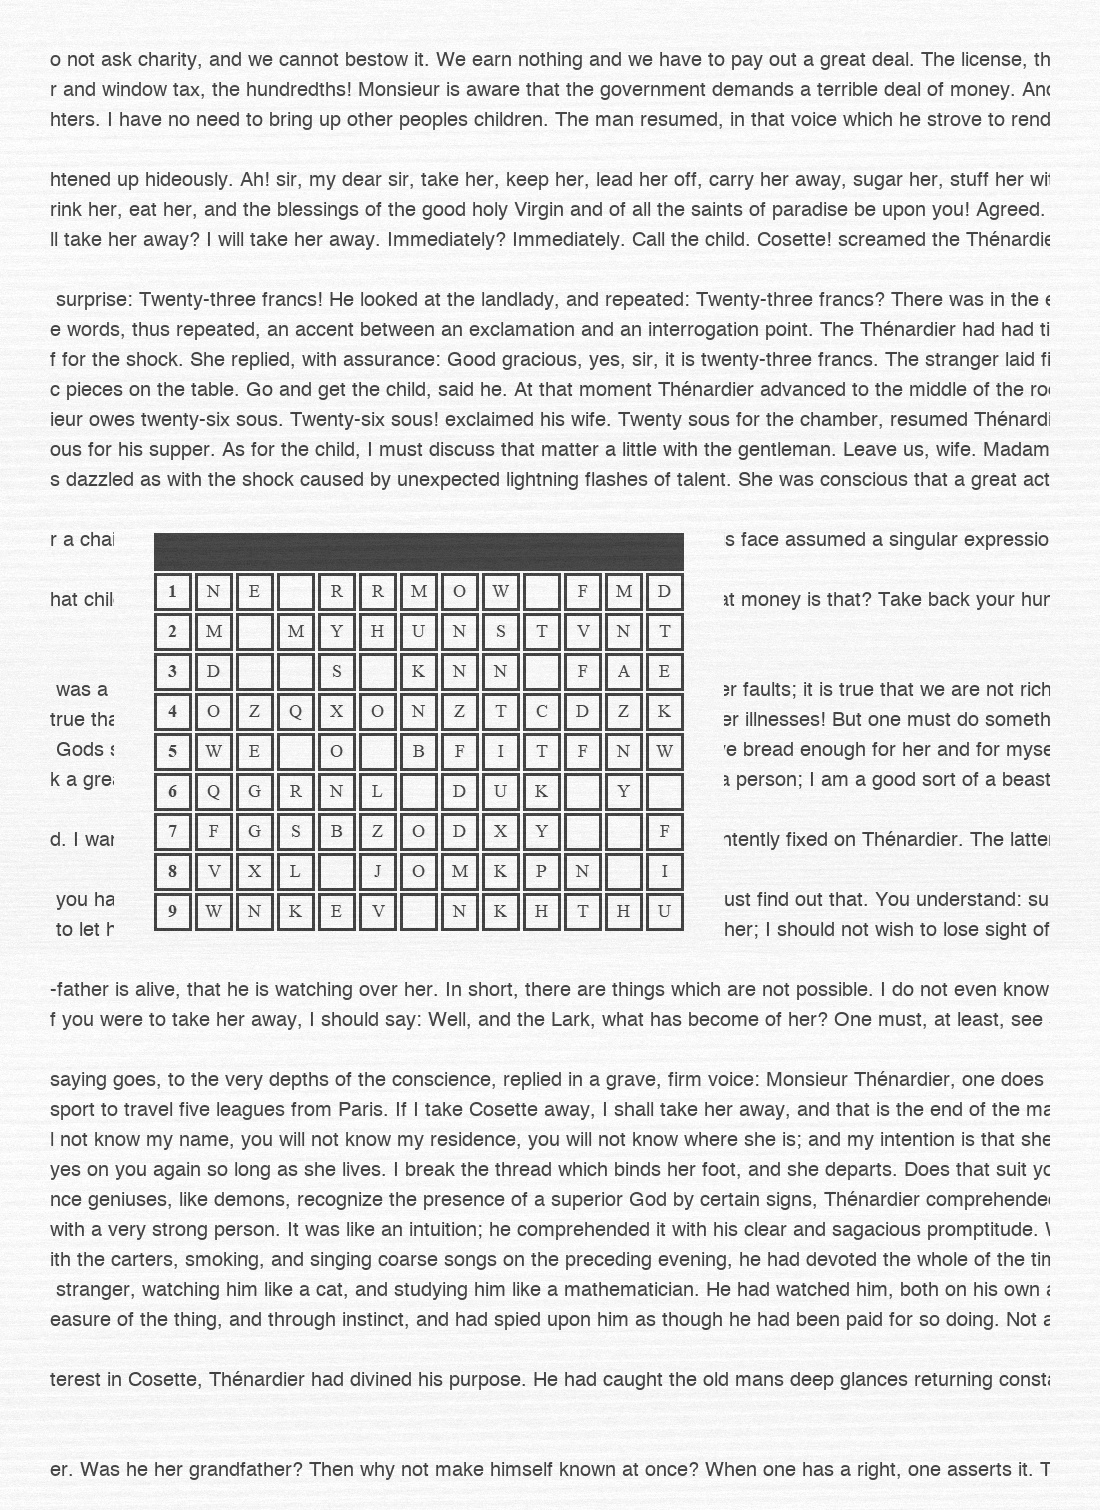 o not ask charity, and we cannot bestow it. We earn nothing and we have to pay out a great deal. The license, th
r and window tax, the hundredths! Monsieur is aware that the government demands a terrible deal of money. And
hters. I have no need to bring up other peoples children. The man resumed, in that voice which he strove to rend
htened up hideously. Ah! sir, my dear sir, take her, keep her, lead her off, carry her away, sugar her, stuff her wit
rink her, eat her, and the blessings of the good holy Virgin and of all the saints of paradise be upon you! Agreed.
ll take her away? I will take her away. Immediately? Immediately. Call the child. Cosette! screamed the Thénardie
surprise: Twenty-three francs! He looked at the landlady, and repeated: Twenty-three francs? There was in the e
e words, thus repeated, an accent between an exclamation and an interrogation point. The Thénardier had had ti
f for the shock. She replied, with assurance: Good gracious, yes, sir, it is twenty-three francs. The stranger laid fi
c pieces on the table. Go and get the child, said he. At that moment Thénardier advanced to the middle of the roo
ieur owes twenty-six sous. Twenty-six sous! exclaimed his wife. Twenty sous for the chamber, resumed Thénardi
ous for his supper. As for the child, I must discuss that matter a little with the gentleman. Leave us, wife. Madam
s dazzled as with the shock caused by unexpected lightning flashes of talent. She was conscious that a great act
r a chai
hat chil
was a
true tha
Gods s
k a grea
d. I wan
you ha
to let h
1 N E R R M O W F M D
2 M M Y H U N S T V N T
3 D S K N N F A E
4 O Z Q X O N Z T C D Z K
5 W E O B F I T F N W
6 Q G R N L D U K Y
7 F G S B Z O D X Y F
8 V X L J O M K P N I
9 W N K E V N K H T H U
s face assumed a singular expressio
at money is that? Take back your hun
er faults; it is true that we are not rich
er illnesses! But one must do someth
e bread enough for her and for myse
a person; I am a good sort of a beast
ntently fixed on Thénardier. The latter
ust find out that. You understand: su
her; I should not wish to lose sight of
-father is alive, that he is watching over her. In short, there are things which are not possible. I do not even know
f you were to take her away, I should say: Well, and the Lark, what has become of her? One must, at least, see
saying goes, to the very depths of the conscience, replied in a grave, firm voice: Monsieur Thénardier, one does
sport to travel five leagues from Paris. If I take Cosette away, I shall take her away, and that is the end of the ma
l not know my name, you will not know my residence, you will not know where she is; and my intention is that she
yes on you again so long as she lives. I break the thread which binds her foot, and she departs. Does that suit yo
nce geniuses, like demons, recognize the presence of a superior God by certain signs, Thénardier comprehended
with a very strong person. It was like an intuition; he comprehended it with his clear and sagacious promptitude. W
ith the carters, smoking, and singing coarse songs on the preceding evening, he had devoted the whole of the tim
stranger, watching him like a cat, and studying him like a mathematician. He had watched him, both on his own a
easure of the thing, and through instinct, and had spied upon him as though he had been paid for so doing. Not a
terest in Cosette, Thénardier had divined his purpose. He had caught the old mans deep glances returning consta
er. Was he her grandfather? Then why not make himself known at once? When one has a right, one asserts it. T